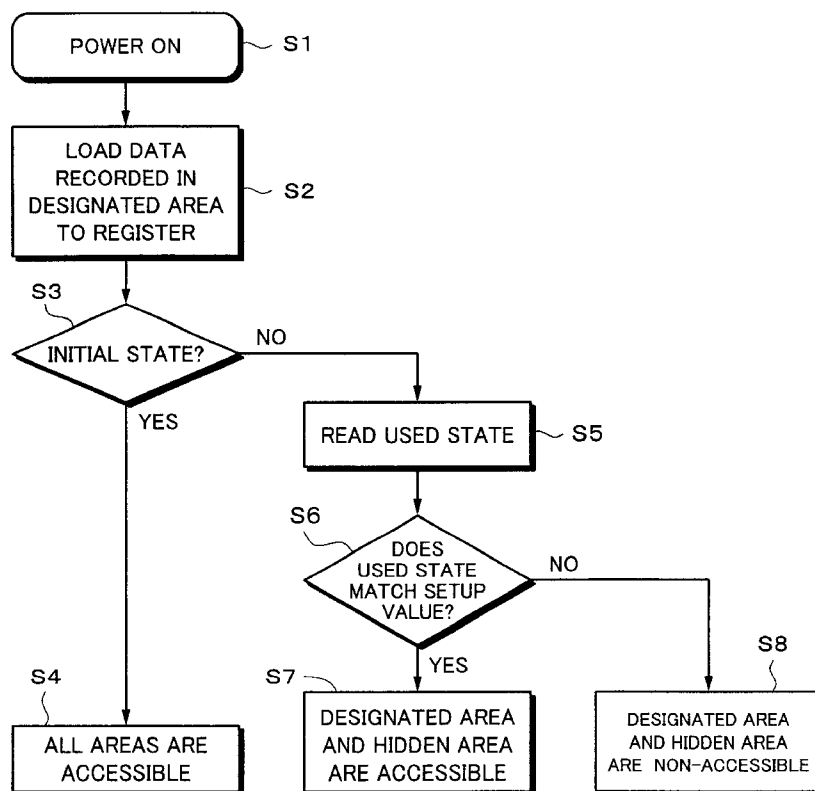 POWER ON
S1
LOAD DATA
RECORDED IN
DESIGNATED AREA
TO REGISTER
S2
S3
INITIAL STATE?
NO
YES
READ USED STATE
S5
S6
DOES
USED STATE
MATCH SETUP
VALUE?
NO
YES
S4
ALL AREAS ARE
ACCESSIBLE
S7
DESIGNATED AREA
AND HIDDEN AREA
ARE ACCESSIBLE
S8
DESIGNATED AREA
AND HIDDEN AREA
ARE NON-ACCESSIBLE